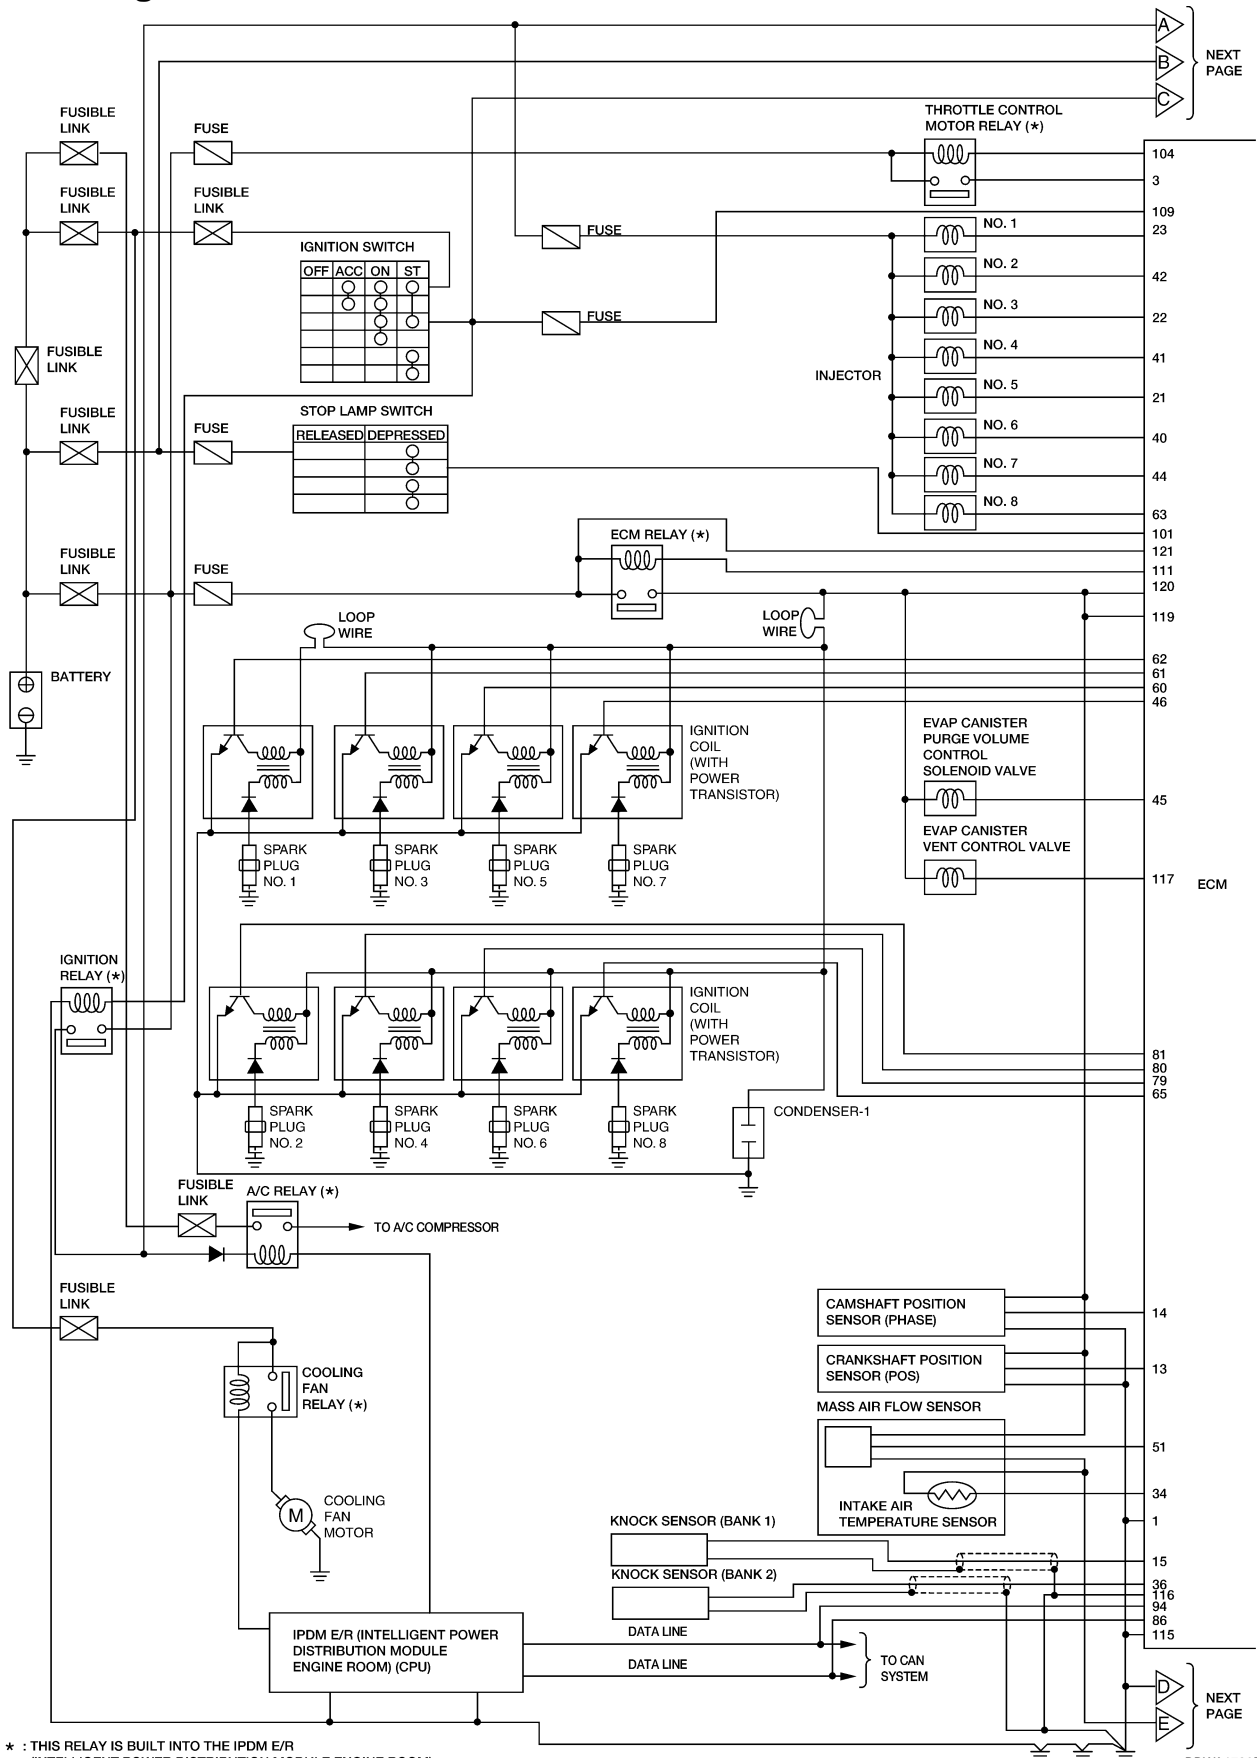 A
B
NEXT
PAGE
C
FUSIBLE
LINK
FUSE
THROTTLE CONTROL
MOTOR RELAY (*)
104
3
FUSIBLE
LINK
FUSIBLE
LINK
109
FUSE
NO. 1
23
IGNITION SWITCH
OFF ACC ON ST
NO. 2
42
NO. 3
22
FUSE
FUSIBLE
LINK
NO. 4
41
INJECTOR
NO. 5
21
FUSIBLE
LINK
FUSE
STOP LAMP SWITCH
RELEASED DEPRESSED
NO. 6
40
NO. 7
44
NO. 8
63
101
ECM RELAY (*)
121
111
120
119
FUSIBLE
LINK
FUSE
LOOP
WIRE
LOOP
WIRE
62
61
60
46
BATTERY
IGNITION
COIL
(WITH
POWER
TRANSISTOR)
EVAP CANISTER
PURGE VOLUME
CONTROL
SOLENOID VALVE
45
EVAP CANISTER
VENT CONTROL VALVE
117
ECM
SPARK
PLUG
NO. 1
SPARK
PLUG
NO. 3
SPARK
PLUG
NO. 5
SPARK
PLUG
NO. 7
IGNITION
RELAY (*)
IGNITION
COIL
(WITH
POWER
TRANSISTOR)
81
80
79
65
SPARK
PLUG
NO. 2
SPARK
PLUG
NO. 4
SPARK
PLUG
NO. 6
SPARK
PLUG
NO. 8
CONDENSER-1
FUSIBLE
LINK
A/C RELAY (*)
TO A/C COMPRESSOR
FUSIBLE
LINK
COOLING
FAN
RELAY (*)
CAMSHAFT POSITION
SENSOR (PHASE)
14
CRANKSHAFT POSITION
SENSOR (POS)
13
MASS AIR FLOW SENSOR
51
34
INTAKE AIR
TEMPERATURE SENSOR
1
M
COOLING
FAN
MOTOR
KNOCK SENSOR (BANK 1)
15
KNOCK SENSOR (BANK 2)
36
116
94
86
115
IPDM E/R (INTELLIGENT POWER
DISTRIBUTION MODULE
ENGINE ROOM) (CPU)
DATA LINE
DATA LINE
TO CAN
SYSTEM
D
NEXT
PAGE
E
* : THIS RELAY IS BUILT INTO THE IPDM E/R